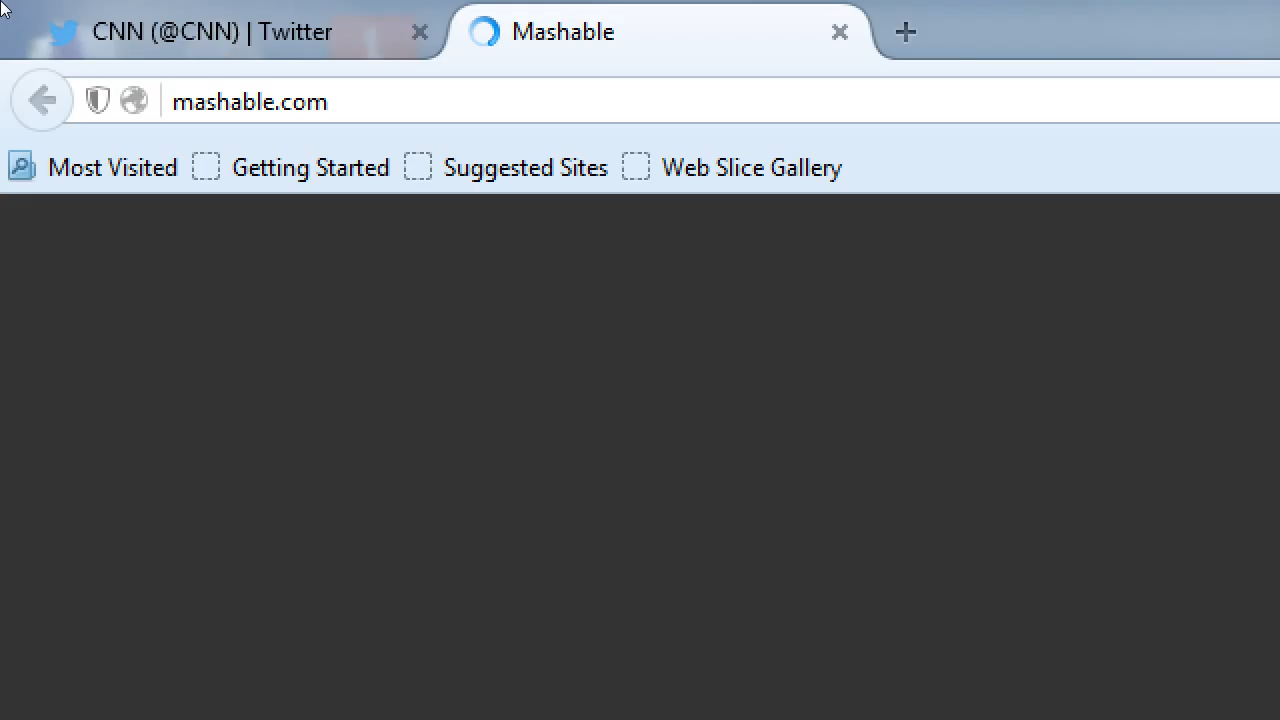 CNN (@CNN) | Twitter
Mashable
mashable.com
Most Visited
Getting Started
Suggested Sites
Web Slice Gallery